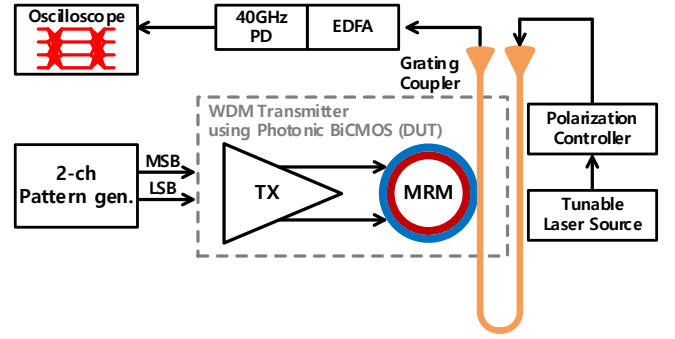 Oscilloscope
40GHz
PD
EDFA
Grating
Coupler
WDM Transmitter
using Photonic BiCMOS (DUT)
Polarization
Controller
2-ch
Pattern gen.
MSB
LSB
TX
MRM
Tunable
Laser Source